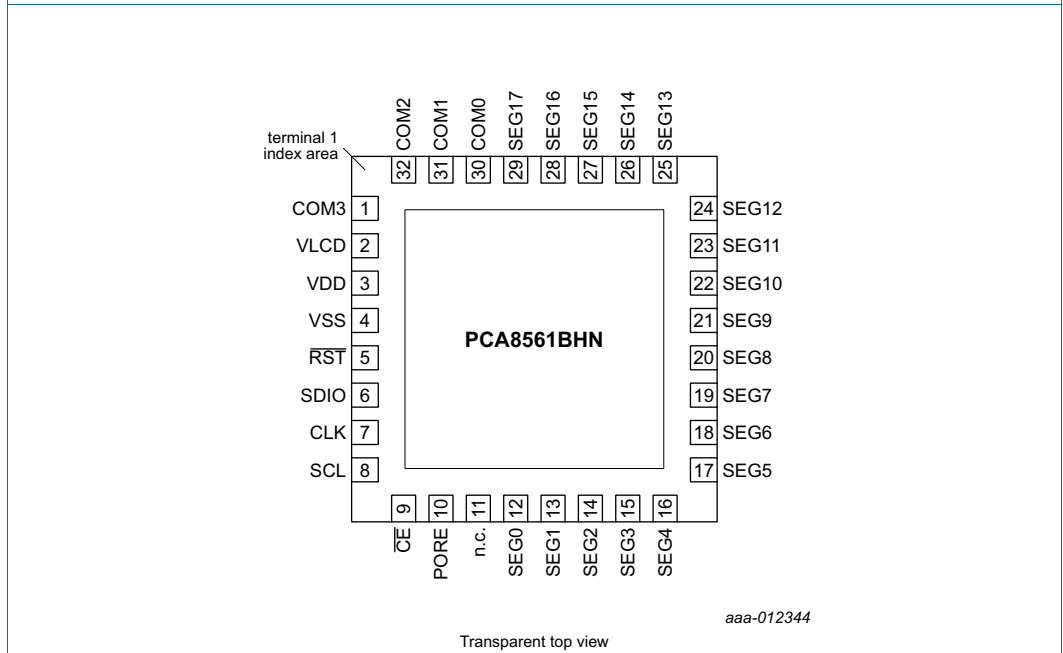 COM2
COM1
COM0
SEG17
SEG16
SEG15
SEG14
SEG13
terminal 1
index area
32
31
30
29
28
27
26
25
COM3 1
VLCD 2
VDD 3
VSS 4
RST 5
SDIO 6
CLK 7
SCL 8
PCA8561BHN
24 SEG12
23 SEG11
22 SEG10
21 SEG9
20 SEG8
19 SEG7
18 SEG6
17 SEG5
9
10
11
12
13
14
15
16
CE
PORE
n.c.
SEG0
SEG1
SEG2
SEG3
SEG4
aaa-012344
Transparent top view